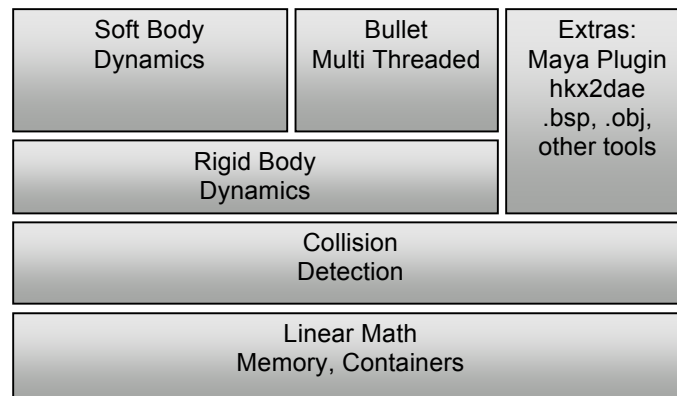 Soft Body
Dynamics
Bullet
Multi Threaded
Extras:
Maya Plugin
hkx2dae
.bsp, .obj,
other tools
Rigid Body
Dynamics
Collision
Detection
Linear Math
Memory, Containers